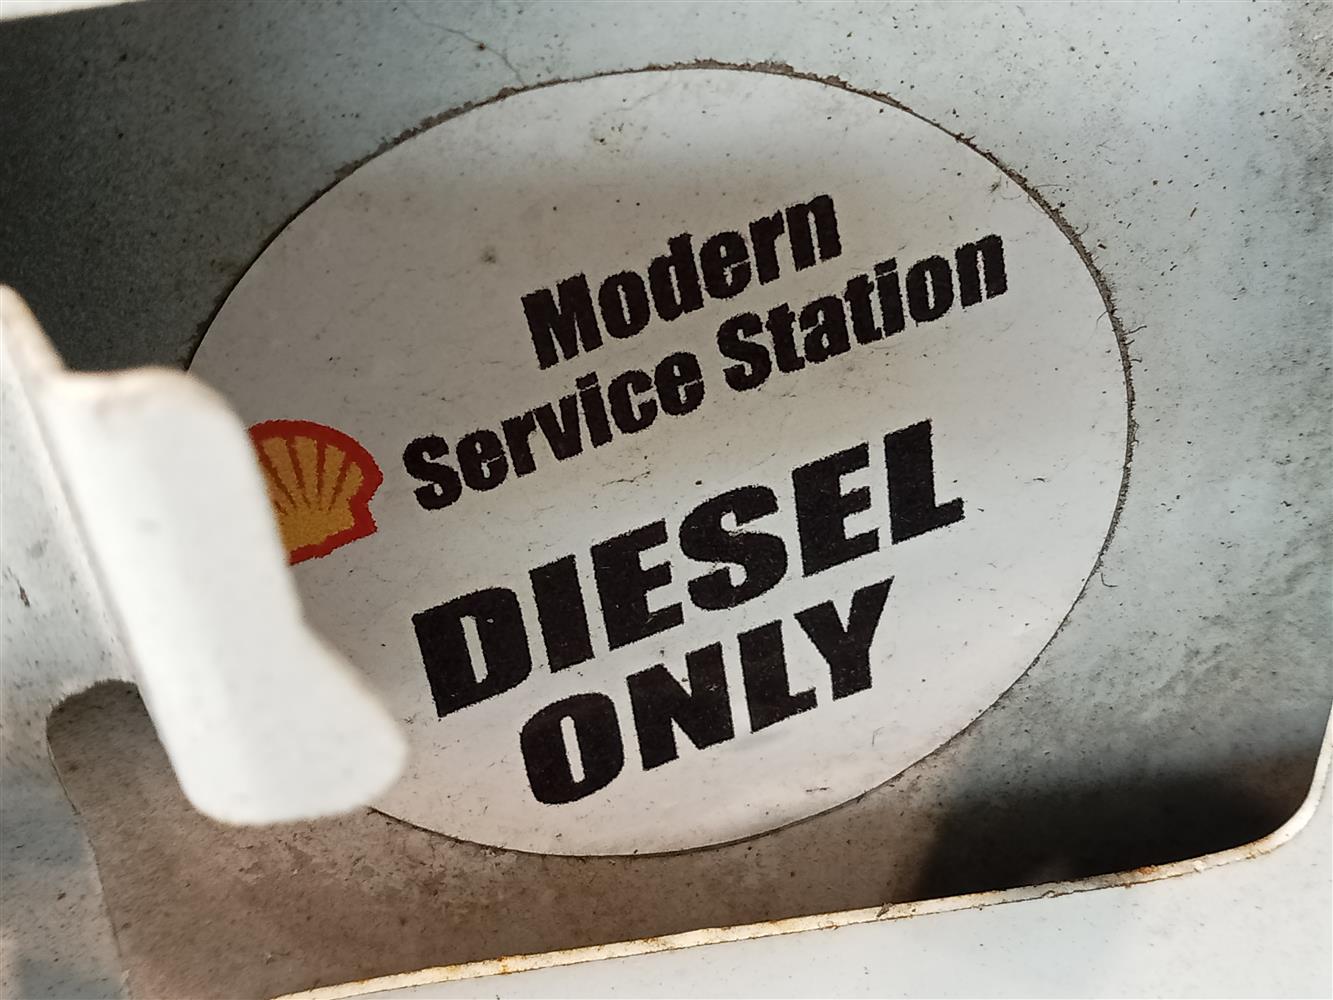 Modern
Service Station
DIESEL
ONLY